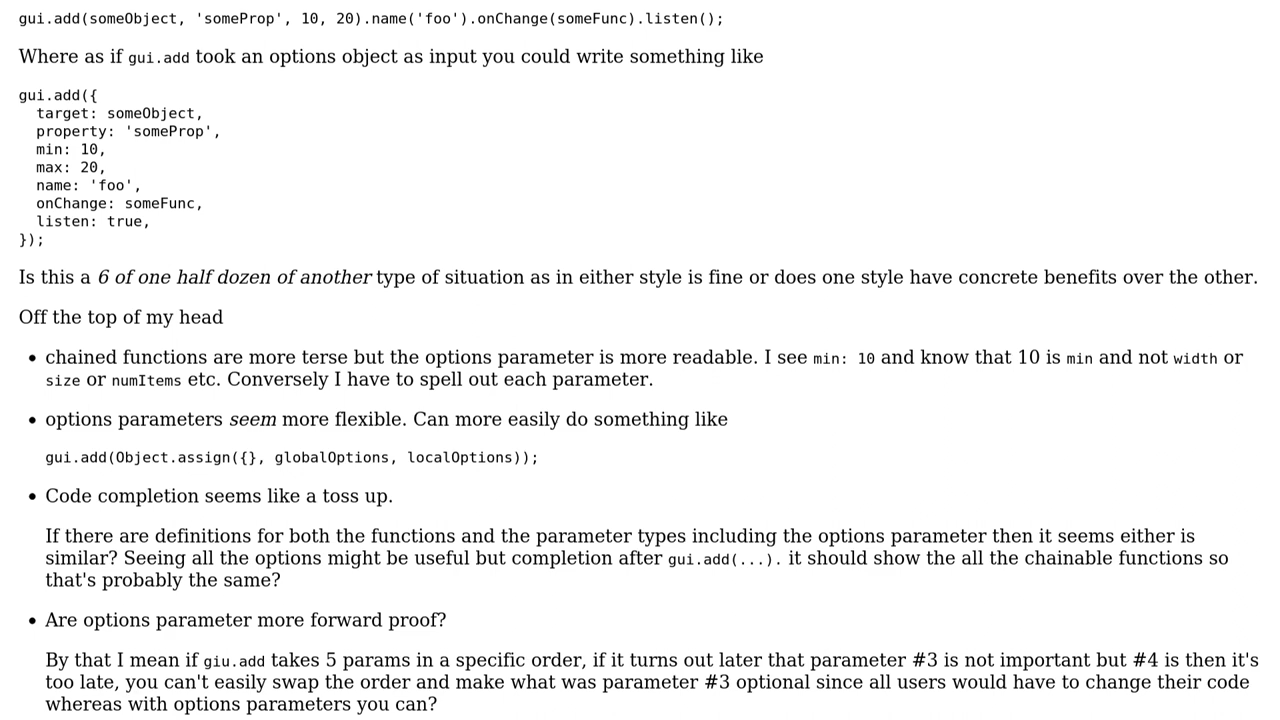 gui.add(someObject, 'someProp', 10, 20).name('foo').onChange(someFunc).listen();
Where as if gui.add took an options object as input you could write something like
gui.add({
  target: someObject,
  property: 'someProp',
  min: 10,
  max: 20,
  name: 'foo',
  onChange: someFunc,
  listen: true,
});
Is this a 6 of one half dozen of another type of situation as in either style is fine or does one style have concrete benefits over the other.
Off the top of my head
• chained functions are more terse but the options parameter is more readable. I see min: 10 and know that 10 is min and not width or
size or numItems etc. Conversely I have to spell out each parameter.
• options parameters seem more flexible. Can more easily do something like
gui.add(Object.assign({}, globalOptions, localOptions));
• Code completion seems like a toss up.
If there are definitions for both the functions and the parameter types including the options parameter then it seems either is
similar? Seeing all the options might be useful but completion after gui.add(...). it should show the all the chainable functions so
that's probably the same?
• Are options parameter more forward proof?
By that I mean if giu.add takes 5 params in a specific order, if it turns out later that parameter #3 is not important but #4 is then it's
too late, you can't easily swap the order and make what was parameter #3 optional since all users would have to change their code
whereas with options parameters you can?